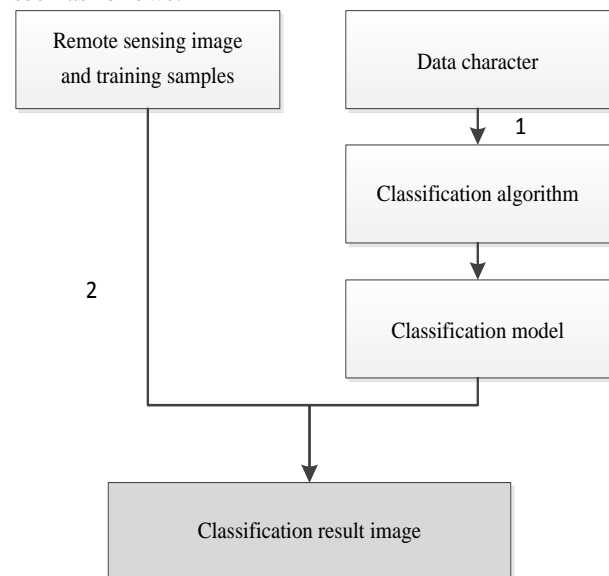 Remote sensing image
and training samples
Data character
1
Classification algorithm
2
Classification model
Classification result image